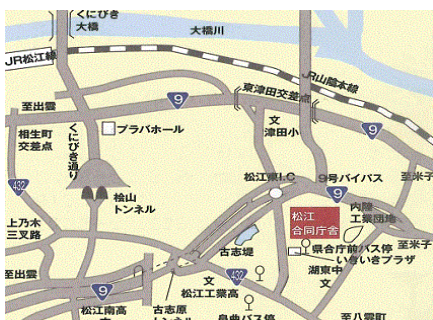 くにびき
大橋
大橋川
JR松江線
JR山陰本線
至出雲
9
東津田交差点
9
相生町
交差点
くにびき通り
プラバホール
文
津田小
432
桧山
トンネル
松江東I.C
9号バイパス
9
至米子
上乃木
三叉路
松江
合同庁舎
内陸
工業団地
古志堤
県合庁前バス停
いきいきプラザ
至米子
至出雲
湖東中
文
9
文
松江工業高
432
松江南高
古志原
トンネル
至八雲町